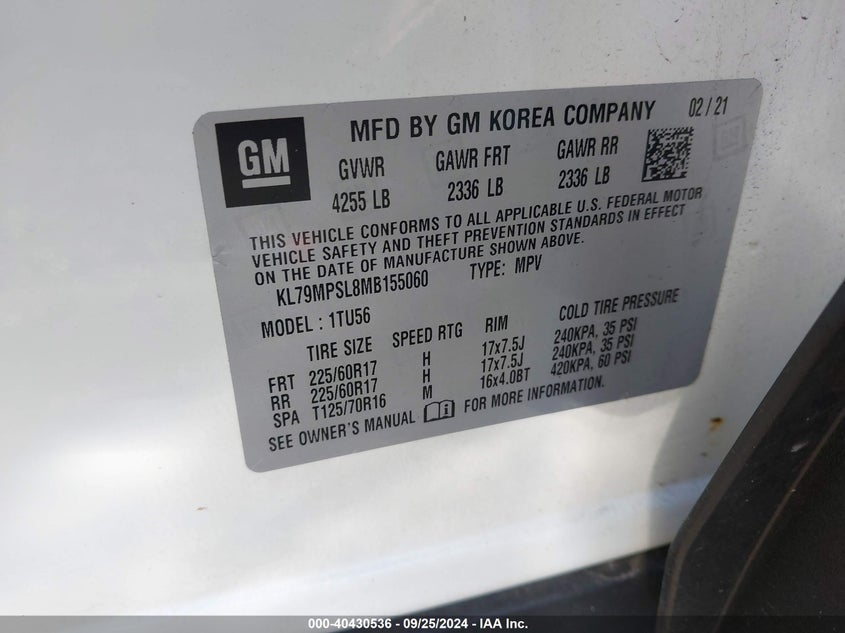 GM
MFD BY GM KOREA COMPANY 02/21
GVWR GAWR FRT GAWR RR
4255 LB 2336 LB 2336 LB
THIS VEHICLE CONFORMS TO ALL APPLICABLE U.S. FEDERAL MOTOR
VEHICLE SAFETY AND THEFT PREVENTION STANDARDS IN EFFECT
ON THE DATE OF MANUFACTURE SHOWN ABOVE.
KL79MPSL8MB155060 TYPE: MPV
MODEL: 1TU56
TIRE SIZE SPEED RTG RIM COLD TIRE PRESSURE
FRT 225/60R17 H 17x7.5J 240KPA, 35 PSI
RR 225/60R17 H 17x7.5J 240KPA, 35 PSI
SPA T125/70R16 M 16x4.0BT 420KPA, 60 PSI
SEE OWNER'S MANUAL FOR MORE INFORMATION.
000-40430536 - 09/25/2024 - IAA Inc.